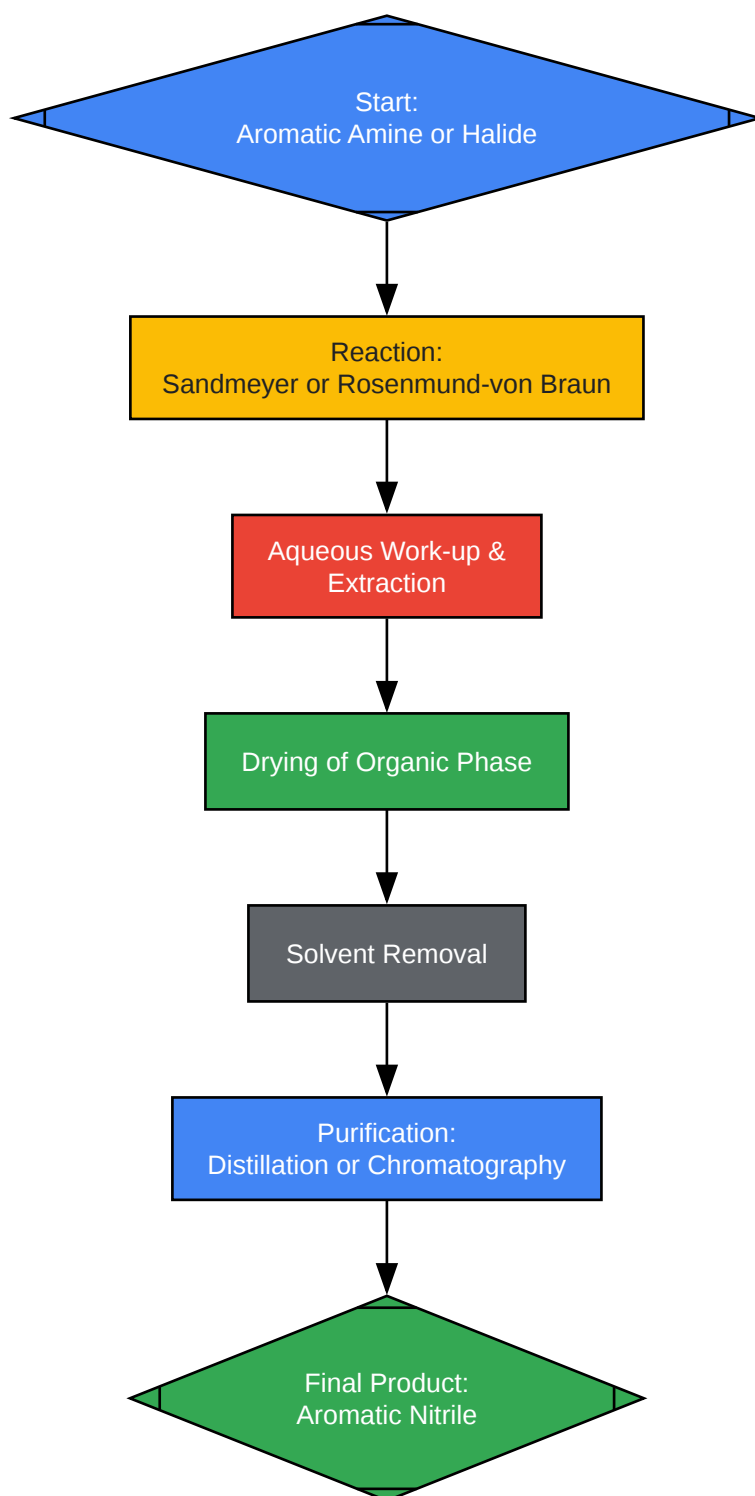 Start:
Aromatic Amine or Halide
Reaction:
Sandmeyer or Rosenmund-von Braun
Aqueous Work-up &
Extraction
Drying of Organic Phase
Solvent Removal
Purification:
Distillation or Chromatography
Final Product:
Aromatic Nitrile